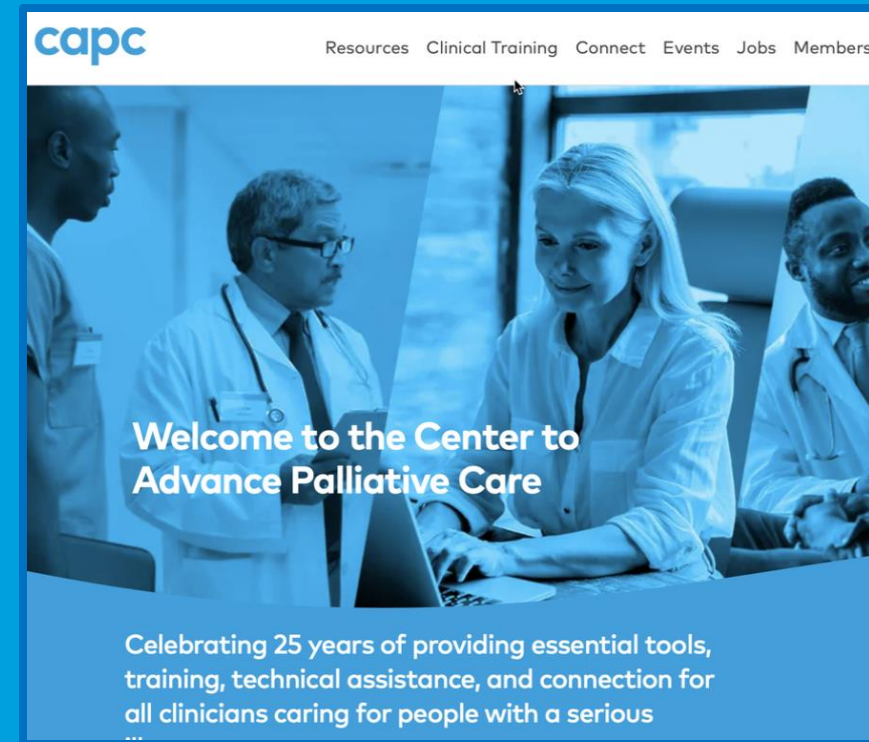 capc
Resources Clinical Training Connect Events Jobs Members
Welcome to the Center to
Advance Palliative Care
Celebrating 25 years of providing essential tools,
training, technical assistance, and connection for
all clinicians caring for people with a serious